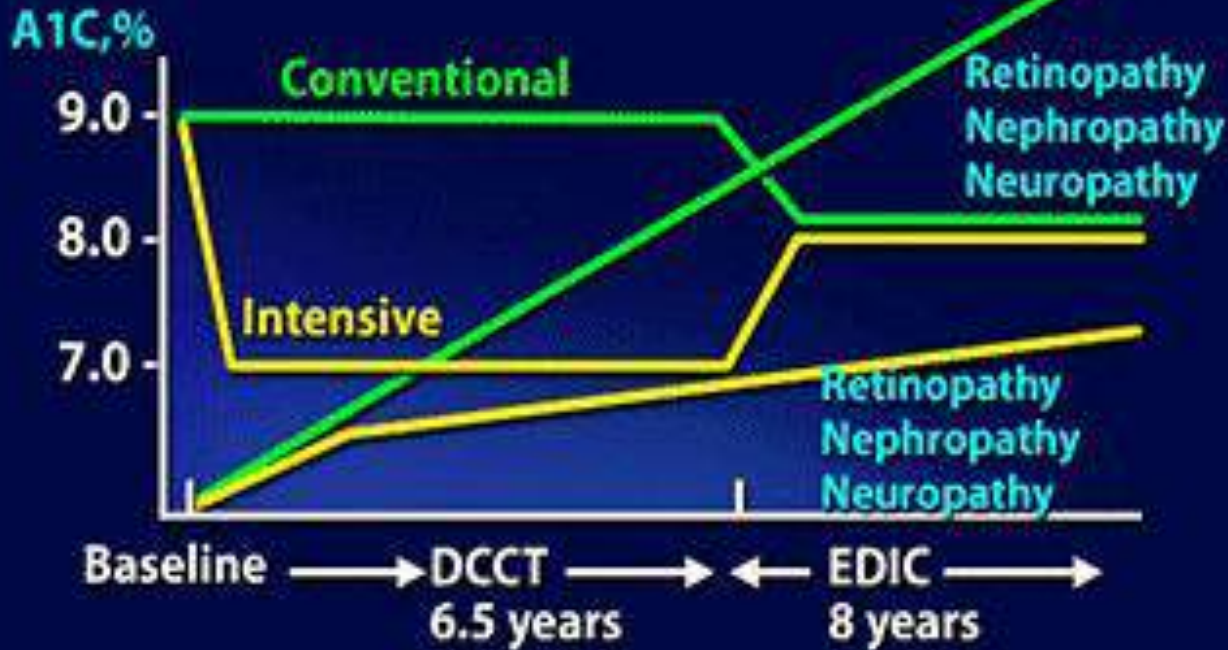 A1C,%
Conventional
9.0
8.0
7.0
Intensive
Retinopathy
Nephropathy
Neuropathy
Retinopathy
Nephropathy
Neuropathy
Baseline DCCT EDIC
6.5 years 8 years